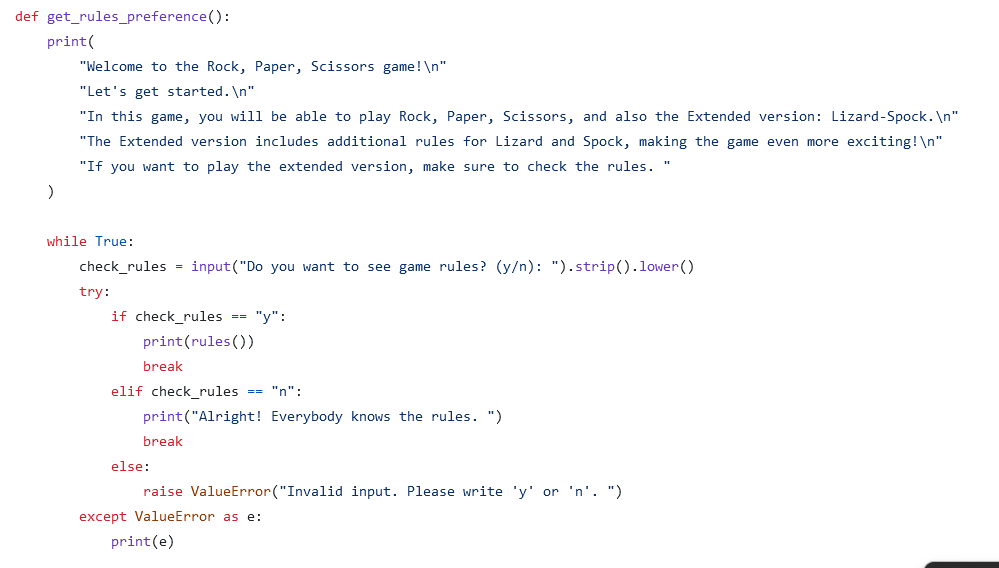 def get_rules_preference():
    print(
        "Welcome to the Rock, Paper, Scissors game!\n"
        "Let's get started.\n"
        "In this game, you will be able to play Rock, Paper, Scissors, and also the Extended version: Lizard-Spock.\n"
        "The Extended version includes additional rules for Lizard and Spock, making the game even more exciting!\n"
        "If you want to play the extended version, make sure to check the rules. "
    )

    while True:
        check_rules = input("Do you want to see game rules? (y/n): ").strip().lower()
        try:
            if check_rules == "y":
                print(rules())
                break
            elif check_rules == "n":
                print("Alright! Everybody knows the rules. ")
                break
            else:
                raise ValueError("Invalid input. Please write 'y' or 'n'. ")
        except ValueError as e:
            print(e)